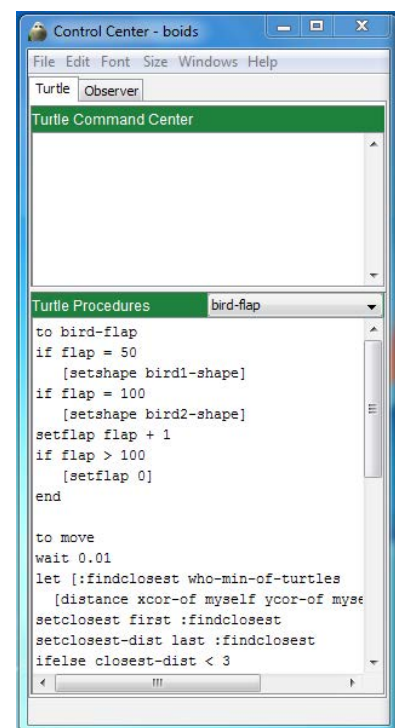 Control Center - boids
File Edit Font Size Windows Help
Turtle Observer
Turtle Command Center
Turtle Procedures bird-flap
to bird-flap
if flap = 50
[setshape bird1-shape]
if flap = 100
[setshape bird2-shape]
setflap flap + 1
if flap > 100
[setflap 0]
end
to move
wait 0.01
let [:findclosest who-min-of-turtles
[distance xcor-of myself ycor-of myse
setclosest first :findclosest
setclosest-dist last :findclosest
ifelse closest-dist < 3